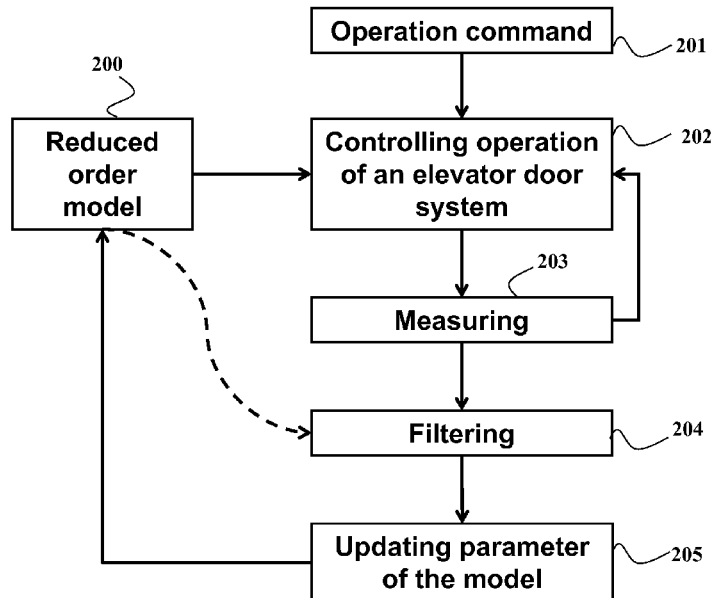 Operation command
201
200
Reduced
order
model
Controlling operation
of an elevator door
system
202
203
Measuring
Filtering
204
Updating parameter
of the model
205